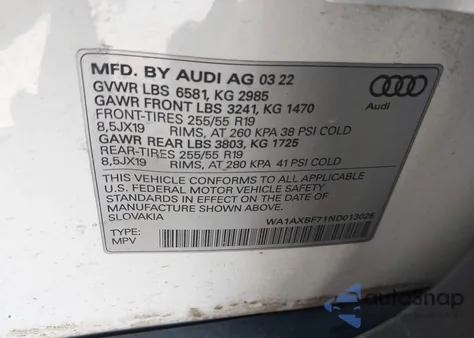 MFD. BY AUDI AG 03 22
GVWR LBS 6581, KG 2985
GAWR FRONT LBS 3241, KG 1470
FRONT-TIRES 255/55 R19
8,5JX19 RIMS, AT 260 KPA 38 PSI COLD
GAWR REAR LBS 3803, KG 1725
REAR-TIRES 255/55 R19
8,5JX19 RIMS, AT 280 KPA 41 PSI COLD
THIS VEHICLE CONFORMS TO ALL APPLICABLE
U.S. FEDERAL MOTOR VEHICLE SAFETY
STANDARDS IN EFFECT ON THE DATE OF
MANUFACTURE SHOWN ABOVE.
SLOVAKIA WA1AXBF71ND013026
TYPE:
MPV
Audi
autosnap